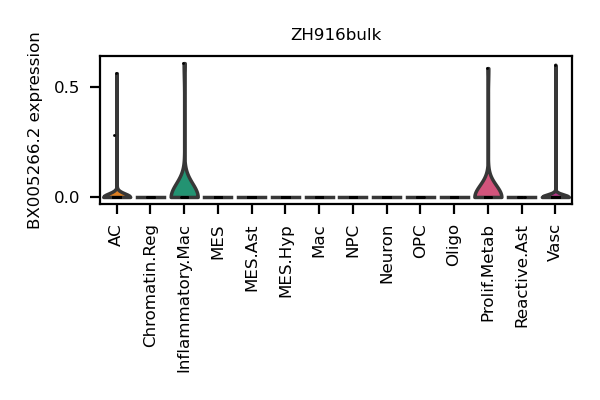 ZH916bulk
BX005266.2 expression
0.5
0.0
AC
Chromatin.Reg
Inflammatory.Mac
MES
MES.Ast
MES.Hyp
Mac
NPC
Neuron
OPC
Oligo
Prolif.Metab
Reactive.Ast
Vasc